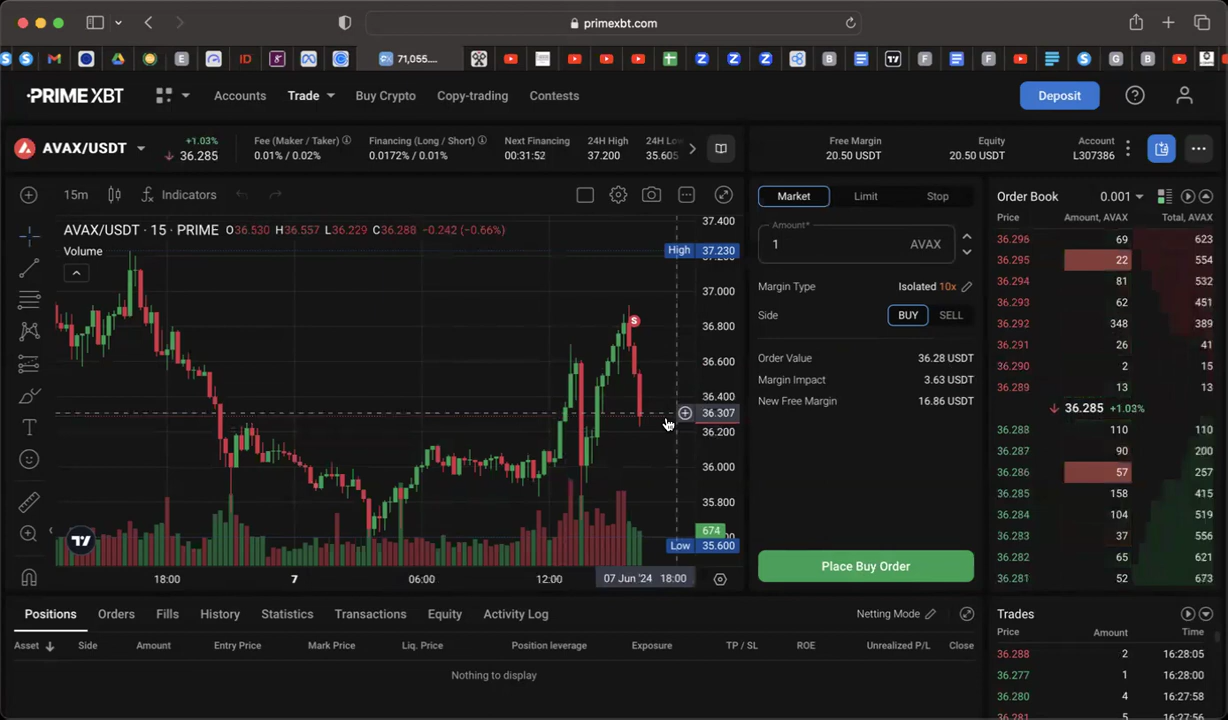 primexbt.com
71,055....
PRIME XBT
Accounts
Trade
Buy Crypto
Copy-trading
Contests
Deposit
AVAX/USDT
+1.03%
36.285
Fee (Maker / Taker)
0.01% / 0.02%
Financing (Long / Short)
0.0172% / 0.01%
Next Financing
00:31:52
24H High
37.200
24H Low
35.605
Free Margin
20.50 USDT
Equity
20.50 USDT
Account
L307386
15m
Indicators
AVAX/USDT · 15 · PRIME O36.530 H36.557 L36.229 C36.288 −0.242 (−0.66%)
Volume
37.400
High 37.230
37.000
36.800
S
36.600
36.400
36.307
36.200
36.000
35.800
674
Low 35.600
18:00
7
06:00
12:00
07 Jun '24 18:00
Market
Limit
Stop
Amount*
1
AVAX
Margin Type
Isolated 10x
Side
BUY
SELL
Order Value
36.28 USDT
Margin Impact
3.63 USDT
New Free Margin
16.86 USDT
Place Buy Order
Order Book
0.001
Price
Amount, AVAX
Total, AVAX
36.296 69 623
36.295 22 554
36.294 81 532
36.293 62 451
36.292 348 389
36.291 26 41
36.290 2 15
36.289 13 13
36.285 +1.03%
36.288 110 110
36.287 90 200
36.286 57 257
36.285 158 415
36.284 104 519
36.283 37 556
36.282 65 621
36.281 52 673
Positions
Orders
Fills
History
Statistics
Transactions
Equity
Activity Log
Netting Mode
Asset
Side
Amount
Entry Price
Mark Price
Liq. Price
Position leverage
Exposure
TP / SL
ROE
Unrealized P/L
Close
Nothing to display
Trades
Price
Amount
Time
36.288 2 16:28:05
36.277 1 16:28:00
36.280 4 16:27:58
36.281 5 16:27:56